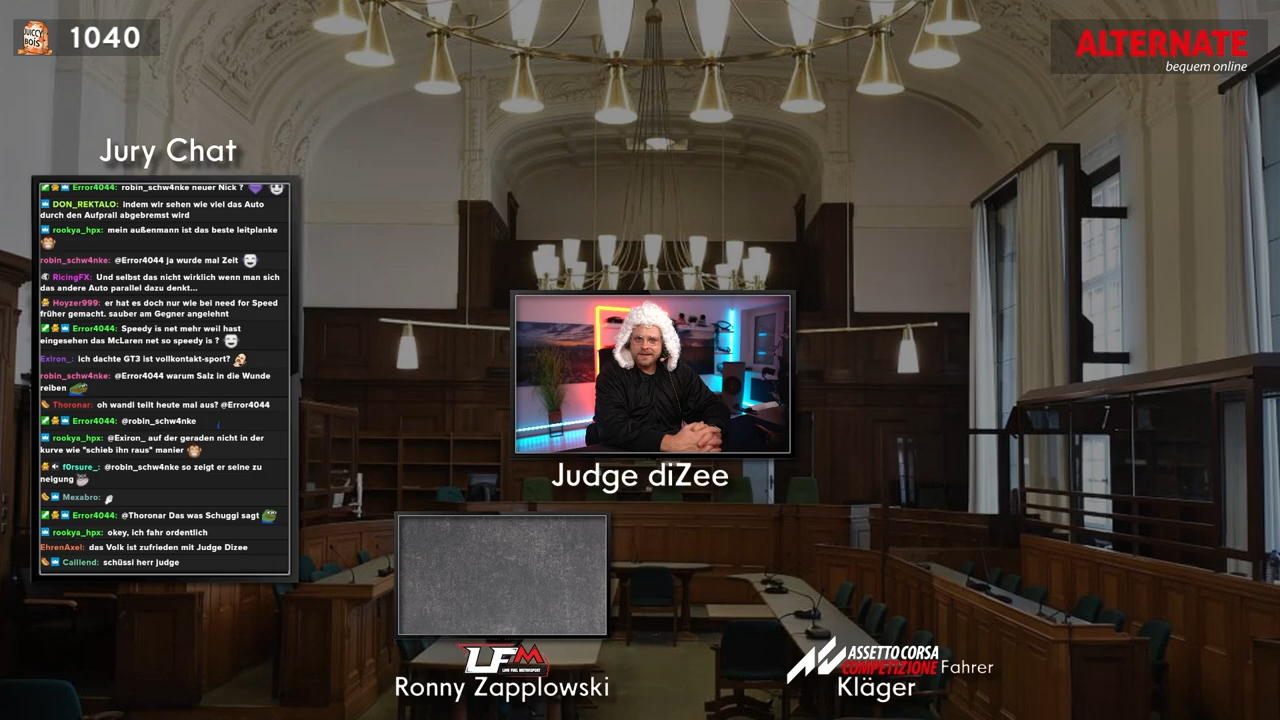 JUICCY
BOIS
1040
ALTERNATE
bequem online
Jury Chat
Error4044: robin_schw4nke neuer Nick ?
DON_REKTALO: indem wir sehen wie viel das Auto
durch den Aufprall abgebremst wird
rookya_hpx: mein außenmann ist das beste leitplanke
robin_schw4nke: @Error4044 ja wurde mal Zeit
RicingFX: Und selbst das nicht wirklich wenn man sich
das andere Auto parallel dazu denkt...
Hoyzer999: er hat es doch nur wie bei need for Speed
früher gemacht. sauber am Gegner angelehnt
Error4044: Speedy is net mehr weil hast
eingesehen das McLaren net so speedy is ?
Exiron_: Ich dachte GT3 ist vollkontakt-sport?
robin_schw4nke: @Error4044 warum Salz in die Wunde
reiben
Thoronar: oh wandl teilt heute mal aus? @Error4044
Error4044: @robin_schw4nke
rookya_hpx: @Exiron_ auf der geraden nicht in der
kurve wie "schieb ihn raus" manier
f0rsure_: @robin_schw4nke so zeigt er seine zu
neigung
Mexabro:
Error4044: @Thoronar Das was Schuggi sagt
rookya_hpx: okey, ich fahr ordentlich
EhrenAxel: das Volk ist zufrieden mit Judge Dizee
Calllend: schüssi herr judge
Judge diZee
LFM
LOW FUEL MOTORSPORT
Ronny Zapplowski
ASSETTO CORSA
COMPETIZIONE Fahrer
Kläger